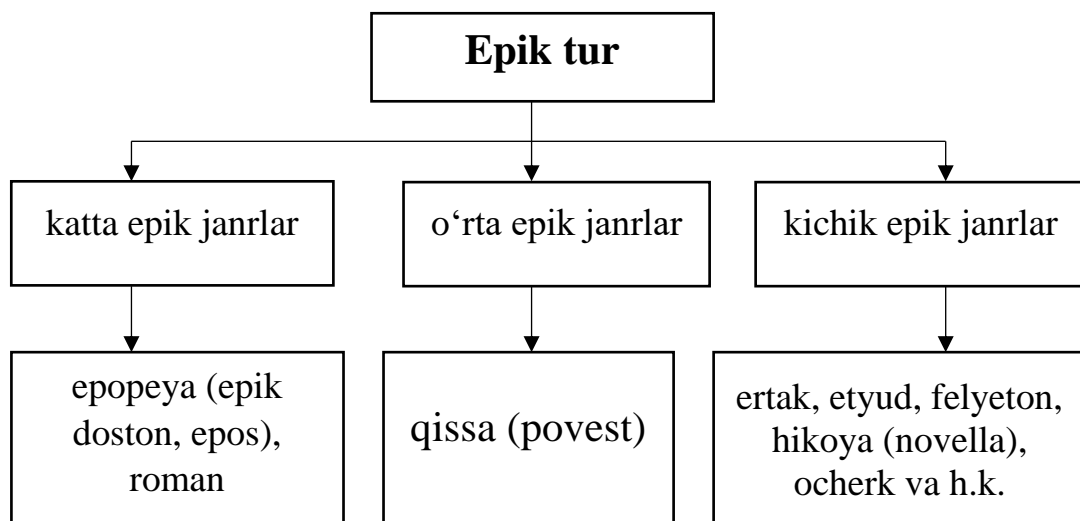 Epik tur
katta epik janrlar
o‘rta epik janrlar
kichik epik janrlar
epopeya (epik
doston, epos),
roman
qissa (povest)
ertak, etyud, felyeton,
hikoya (novella),
ocherk va h.k.